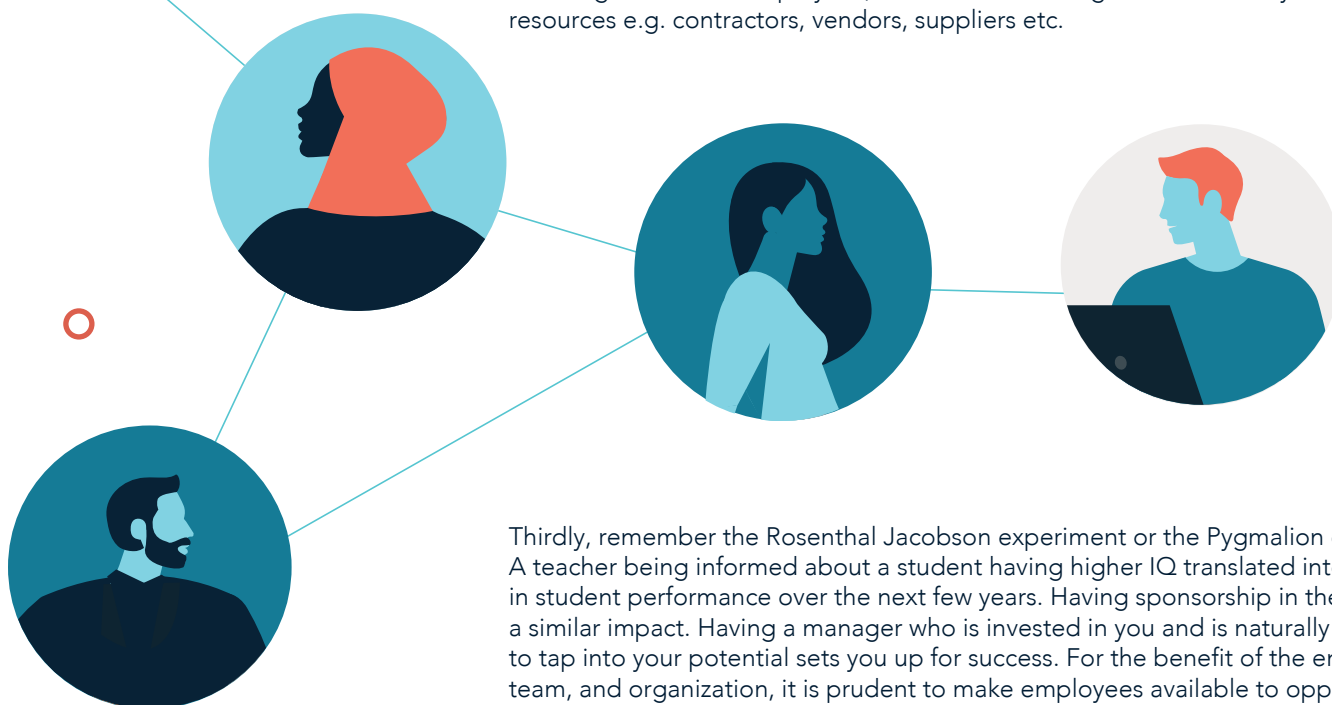 resources e.g. contractors, vendors, suppliers etc.
Thirdly, remember the Rosenthal Jacobson experiment or the Pygmalion
A teacher being informed about a student having higher IQ translated into
in student performance over the next few years. Having sponsorship in the
a similar impact. Having a manager who is invested in you and is naturally
to tap into your potential sets you up for success. For the benefit of the
team, and organization, it is prudent to make employees available to